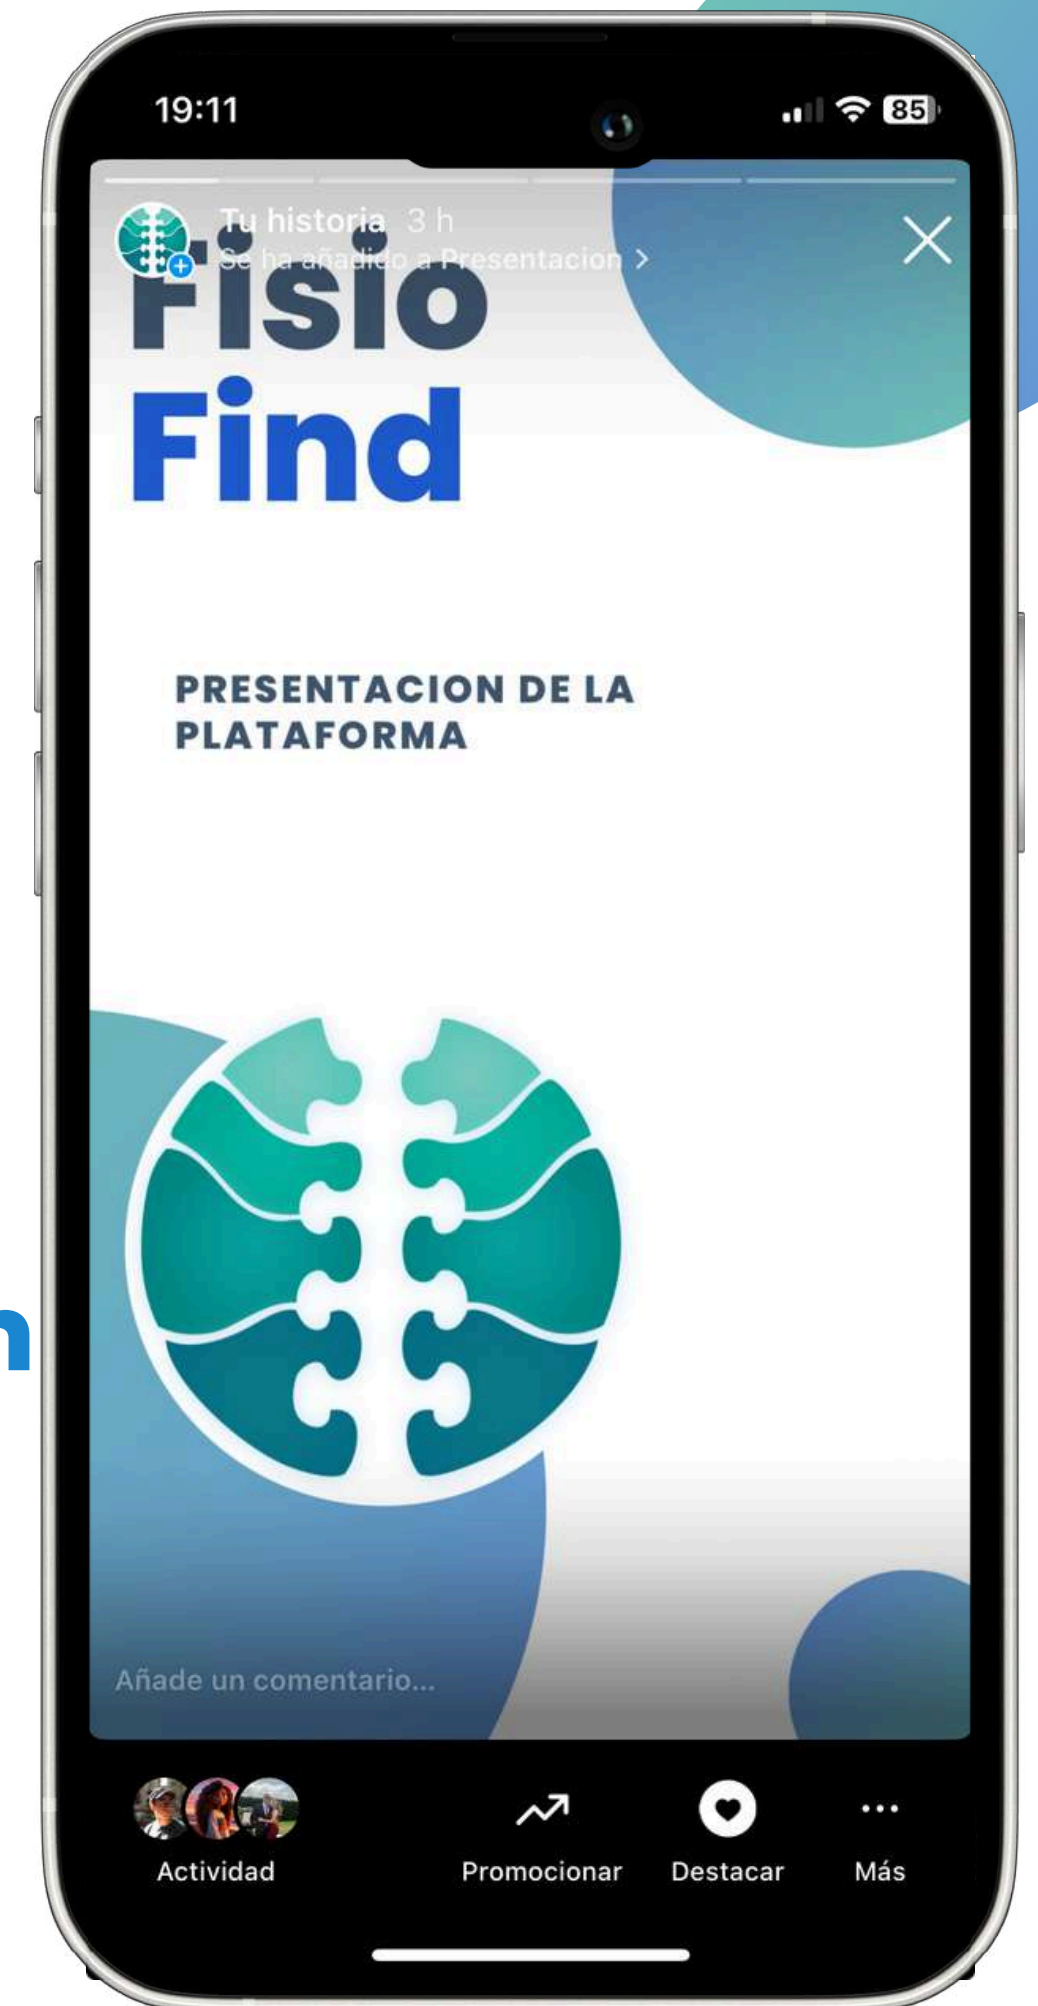 19:11
85
Tu historia 3 h
Se ha añadido a Presentacion >
Fisio
Find
PRESENTACION DE LA
PLATAFORMA
n
Añade un comentario...
Actividad
Promocionar
Destacar
Más